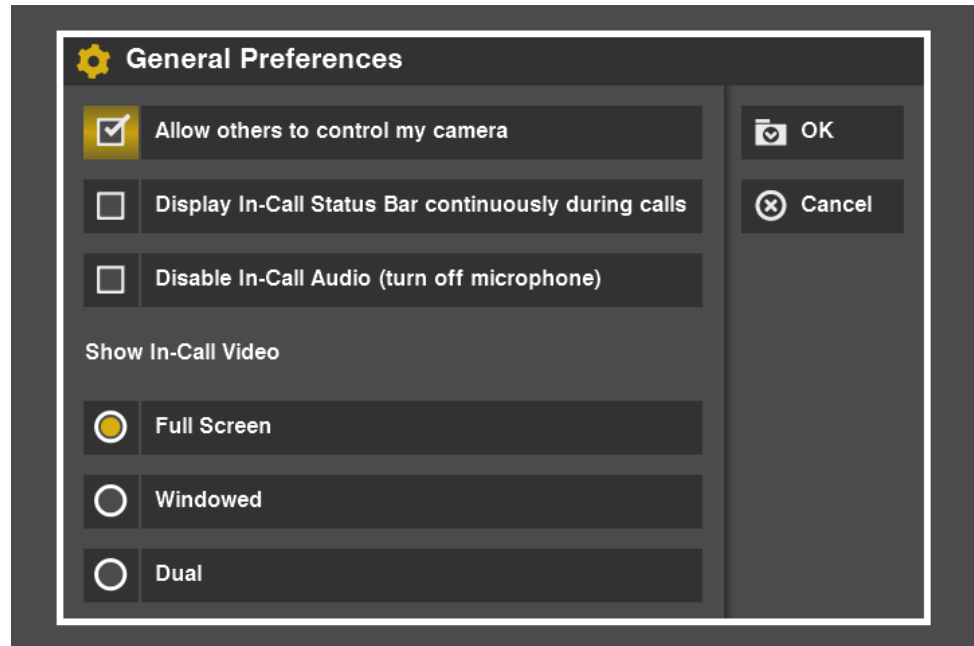 General Preferences
Allow others to control my camera
Display In-Call Status Bar continuously during calls
Disable In-Call Audio (turn off microphone)
Show In-Call Video
Full Screen
Windowed
Dual
OK
Cancel